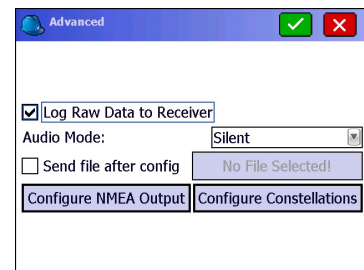 Advanced
Log Raw Data to Receiver
Audio Mode: Silent
Send file after config No File Selected!
Configure NMEA Output Configure Constellations